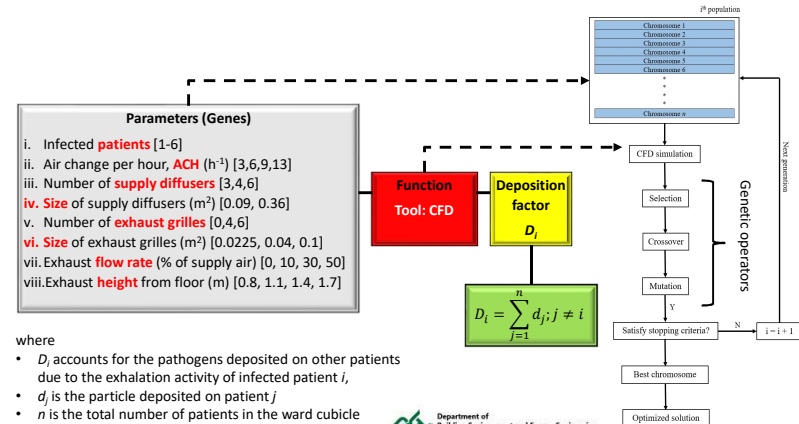 Parameters (Genes)
i. Infected patients [1-6]
ii. Air change per hour, ACH (h-1) [3,6,9,13]
iii. Number of supply diffusers [3,4,6]
iv. Size of supply diffusers (m²) [0.09, 0.36]
v. Number of exhaust grilles [0,4,6]
vi. Size of exhaust grilles (m²) [0.0225, 0.04, 0.1]
vii. Exhaust flow rate (% of supply air) [0, 10, 30, 50]
viii. Exhaust height from floor (m) [0.8, 1.1, 1.4, 1.7]
Function
Tool: CFD
Deposition
factor
Di
Di = ∑ⁿj=1 dj; j ≠ i
where
• Di accounts for the pathogens deposited on other patients
due to the exhalation activity of infected patient i,
• dj is the particle deposited on patient j
• n is the total number of patients in the ward cubicle
Department of
ith population
Chromosome 1
Chromosome 2
Chromosome 3
Chromosome 4
Chromosome 5
Chromosome 6
Chromosome n
CFD simulation
Selection
Crossover
Mutation
Genetic operators
Next generation
Y
Satisfy stopping criteria?
N
i = i + 1
Best chromosome
Optimized solution